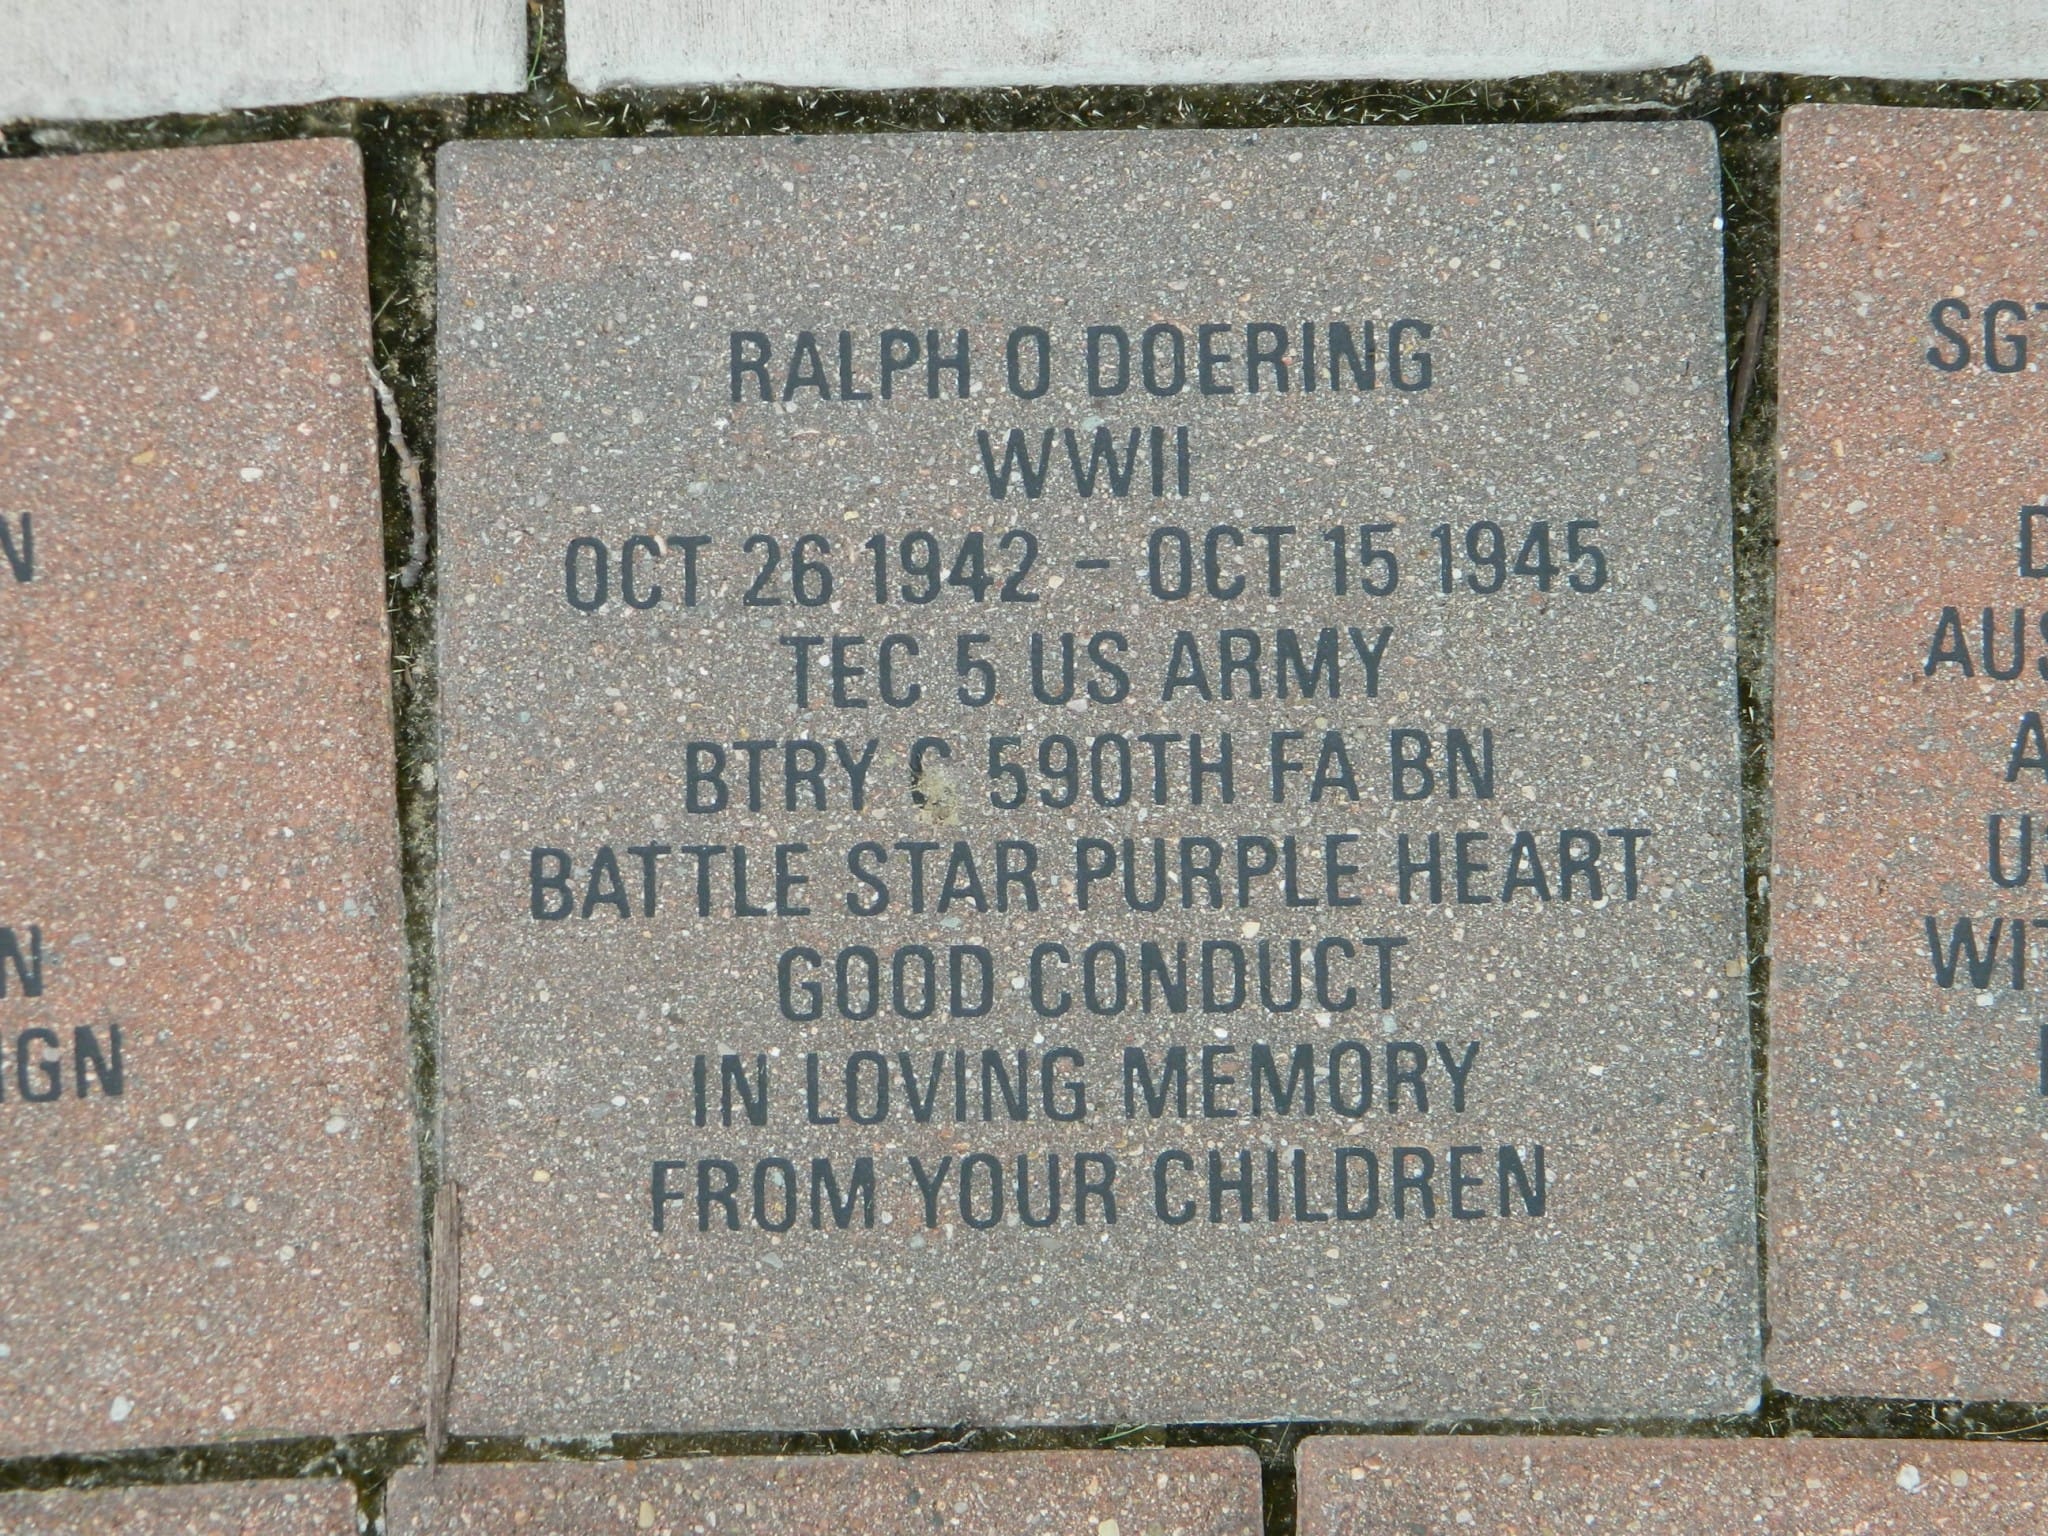 RALPH O DOERING
WWII
OCT 26 1942 - OCT 15 1945
TEC 5 US ARMY
BTRY C 590TH FA BN
BATTLE STAR PURPLE HEART
GOOD CONDUCT
IN LOVING MEMORY
FROM YOUR CHILDREN
SGT